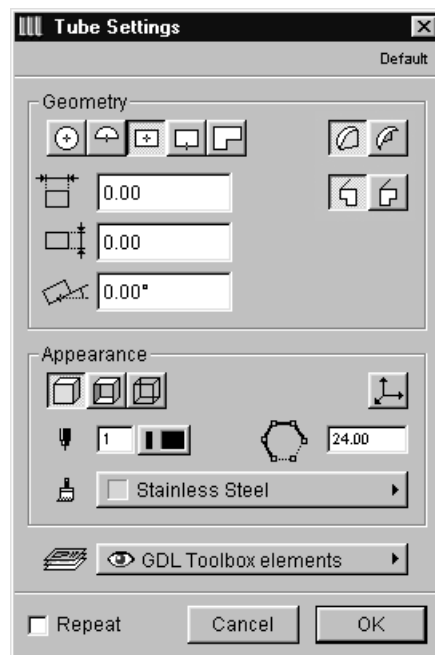 Tube Settings
Default
Geometry
0.00
0.00
0.00°
Appearance
1
24.00
Stainless Steel
GDL Toolbox elements
Repeat
Cancel
OK